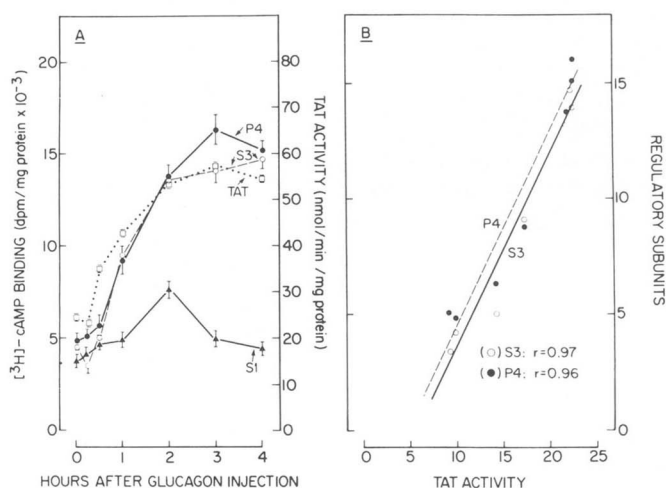 A
B
[³H]-cAMP BINDING (dpm/mg protein x 10⁻³)
20
15
10
5
0
80
70
60
50
40
30
20
10
0
TAT ACTIVITY (nmol/min/mg protein)
P4
S3
TAT
S1
0 1 2 3 4
HOURS AFTER GLUCAGON INJECTION
P4
S3
(○) S3: r=0.97
(●) P4: r=0.96
15
10
5
0
REGULATORY SUBUNITS
0 5 10 15 20 25
TAT ACTIVITY